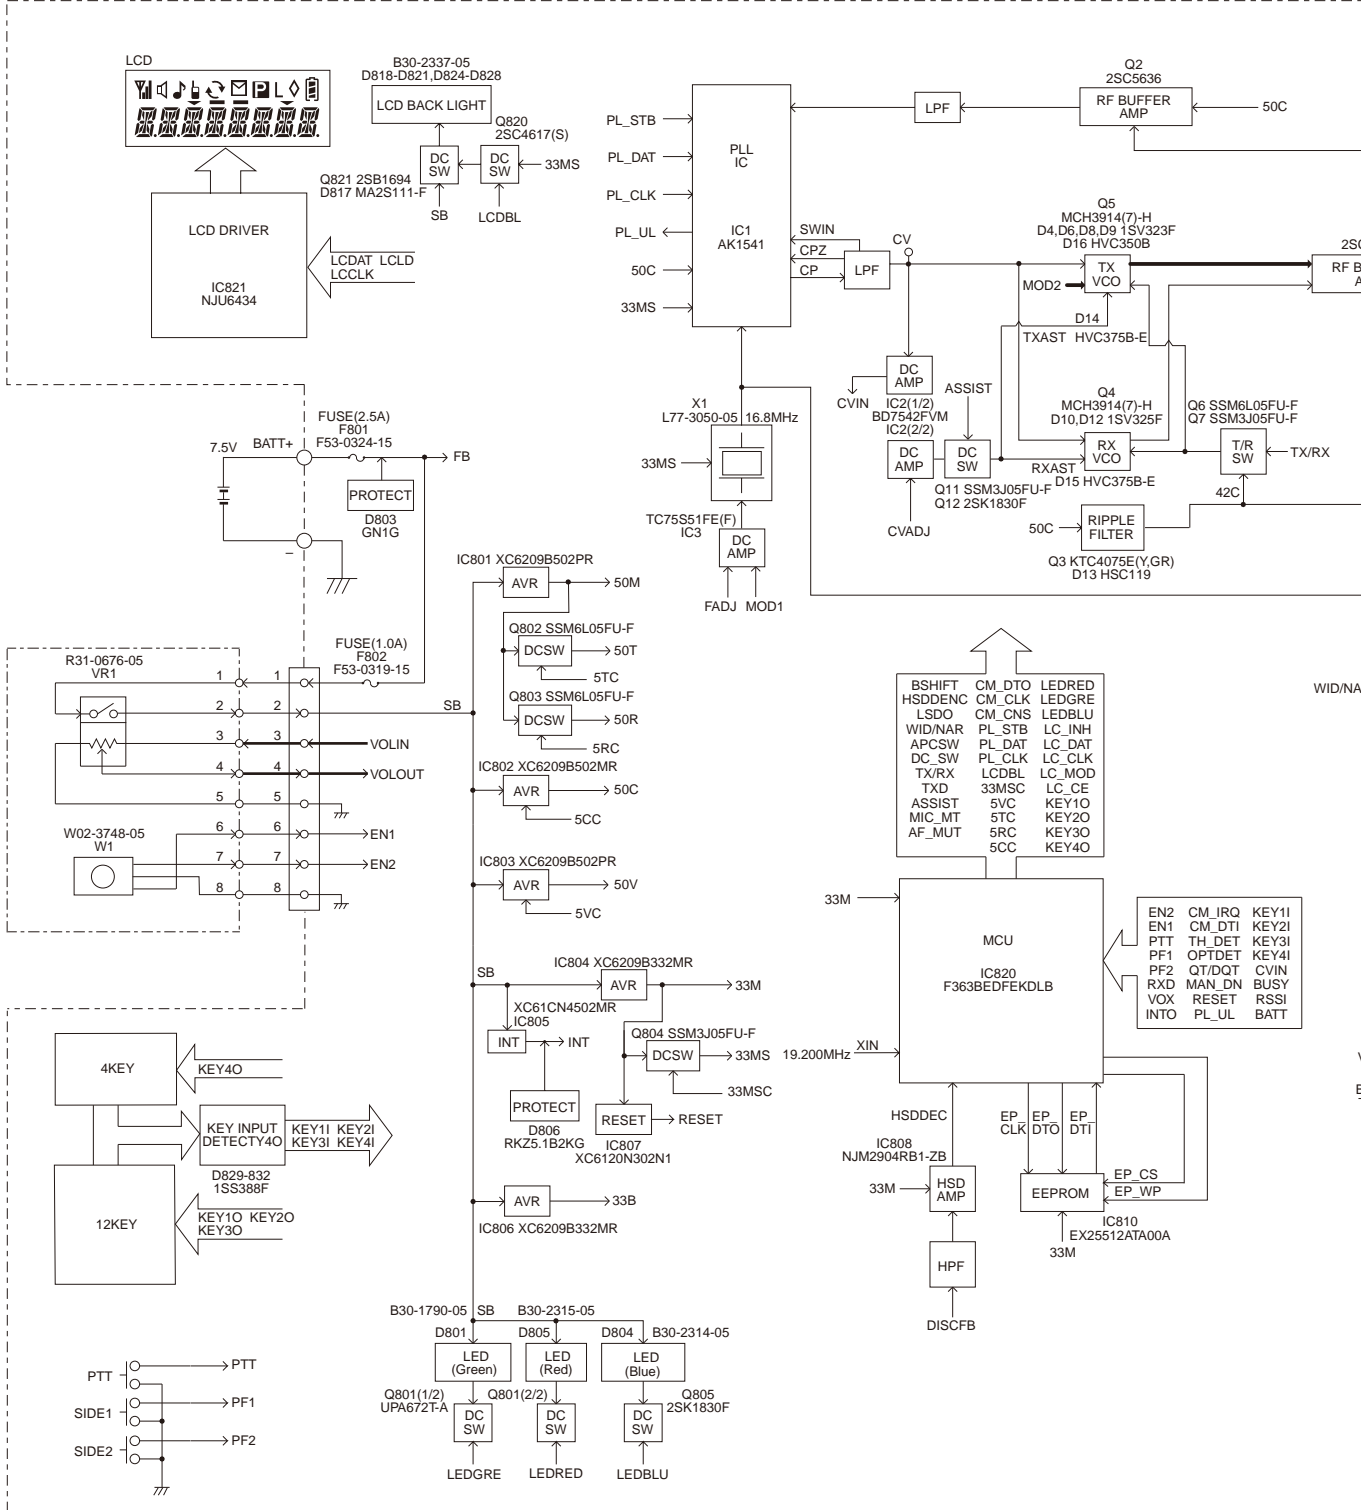 LCD
B30-2337-05
D818-D821,D824-D828
LCD BACK LIGHT
Q820
2SC4617(S)
DC
SW
DC
SW
33MS
Q821 2SB1694
D817 MA2S111-F
SB
LCDBL
LCD DRIVER
IC821
NJU6434
LCDAT LCLD
LCCLK
PL_STB
PL_DAT
PL_CLK
PL_UL
50C
33MS
PLL
IC
IC1
AK1541
SWIN
CPZ
CP
LPF
LPF
Q2
2SC5636
RF BUFFER
AMP
50C
CV
Q5
MCH3914(7)-H
D4,D6,D8,D9 1SV323F
D16 HVC350B
TX
VCO
MOD2
D14
TXAST HVC375B-E
2SC
RF B
A
DC
AMP
CVIN
IC2(1/2)
BD7542FVM
IC2(2/2)
DC
AMP
ASSIST
DC
SW
Q11 SSM3J05FU-F
Q12 2SK1830F
CVADJ
Q4
MCH3914(7)-H
D10,D12 1SV325F
RX
VCO
RXAST
D15 HVC375B-E
Q6 SSM6L05FU-F
Q7 SSM3J05FU-F
T/R
SW
TX/RX
42C
50C
RIPPLE
FILTER
Q3 KTC4075E(Y,GR)
D13 HSC119
X1
L77-3050-05 16.8MHz
33MS
TC75S51FE(F)
IC3
DC
AMP
FADJ MOD1
FUSE(2.5A)
F801
F53-0324-15
7.5V
BATT+
FB
PROTECT
D803
GN1G
–
FUSE(1.0A)
F802
F53-0319-15
R31-0676-05
VR1
1 1
2 2
3 3
4 4
5 5
6 6
7 7
8 8
SB
VOLIN
VOLOUT
EN1
EN2
W02-3748-05
W1
IC801 XC6209B502PR
AVR
50M
Q802 SSM6L05FU-F
DCSW
50T
5TC
Q803 SSM6L05FU-F
DCSW
50R
5RC
IC802 XC6209B502MR
AVR
50C
5CC
IC803 XC6209B502PR
AVR
50V
5VC
SB
IC804 XC6209B332MR
AVR
33M
XC61CN4502MR
IC805
INT
INT
Q804 SSM3J05FU-F
DCSW
33MS
33MSC
PROTECT
D806
RKZ5.1B2KG
RESET
RESET
IC807
XC6120N302N1
AVR
33B
IC806 XC6209B332MR
B30-1790-05 SB B30-2315-05
D801 D805 D804 B30-2314-05
LED
(Green)
LED
(Red)
LED
(Blue)
Q801(1/2)
UPA672T-A
Q801(2/2)
Q805
2SK1830F
DC
SW
DC
SW
DC
SW
LEDGRE
LEDRED
LEDBLU
BSHIFT CM_DTO LEDRED
HSDDENC CM_CLK LEDGRE
LSDO CM_CNS LEDBLU
WID/NAR PL_STB LC_INH
APCSW PL_DAT LC_DAT
DC_SW PL_CLK LC_CLK
TX/RX LCDBL LC_MOD
TXD 33MSC LC_CE
ASSIST 5VC KEY1O
MIC_MT 5TC KEY2O
AF_MUT 5RC KEY3O
5CC KEY4O
WID/NA
33M
MCU
IC820
F363BEDFEKDLB
XIN
19.200MHz
EN2 CM_IRQ KEY1I
EN1 CM_DTI KEY2I
PTT TH_DET KEY3I
PF1 OPTDET KEY4I
PF2 QT/DQT CVIN
RXD MAN_DN BUSY
VOX RESET RSSI
INTO PL_UL BATT
HSDDEC
IC808
NJM2904RB1-ZB
33M
HSD
AMP
HPF
DISCFB
EP_
CLK
EP_
DTO
EP_
DTI
EP_CS
EP_WP
EEPROM
IC810
EX25512ATA00A
33M
4KEY
KEY4O
KEY INPUT
DETECTY4O
KEY1I KEY2I
KEY3I KEY4I
D829-832
1SS388F
12KEY
KEY1O KEY2O
KEY3O
PTT
PTT
SIDE1
PF1
SIDE2
PF2